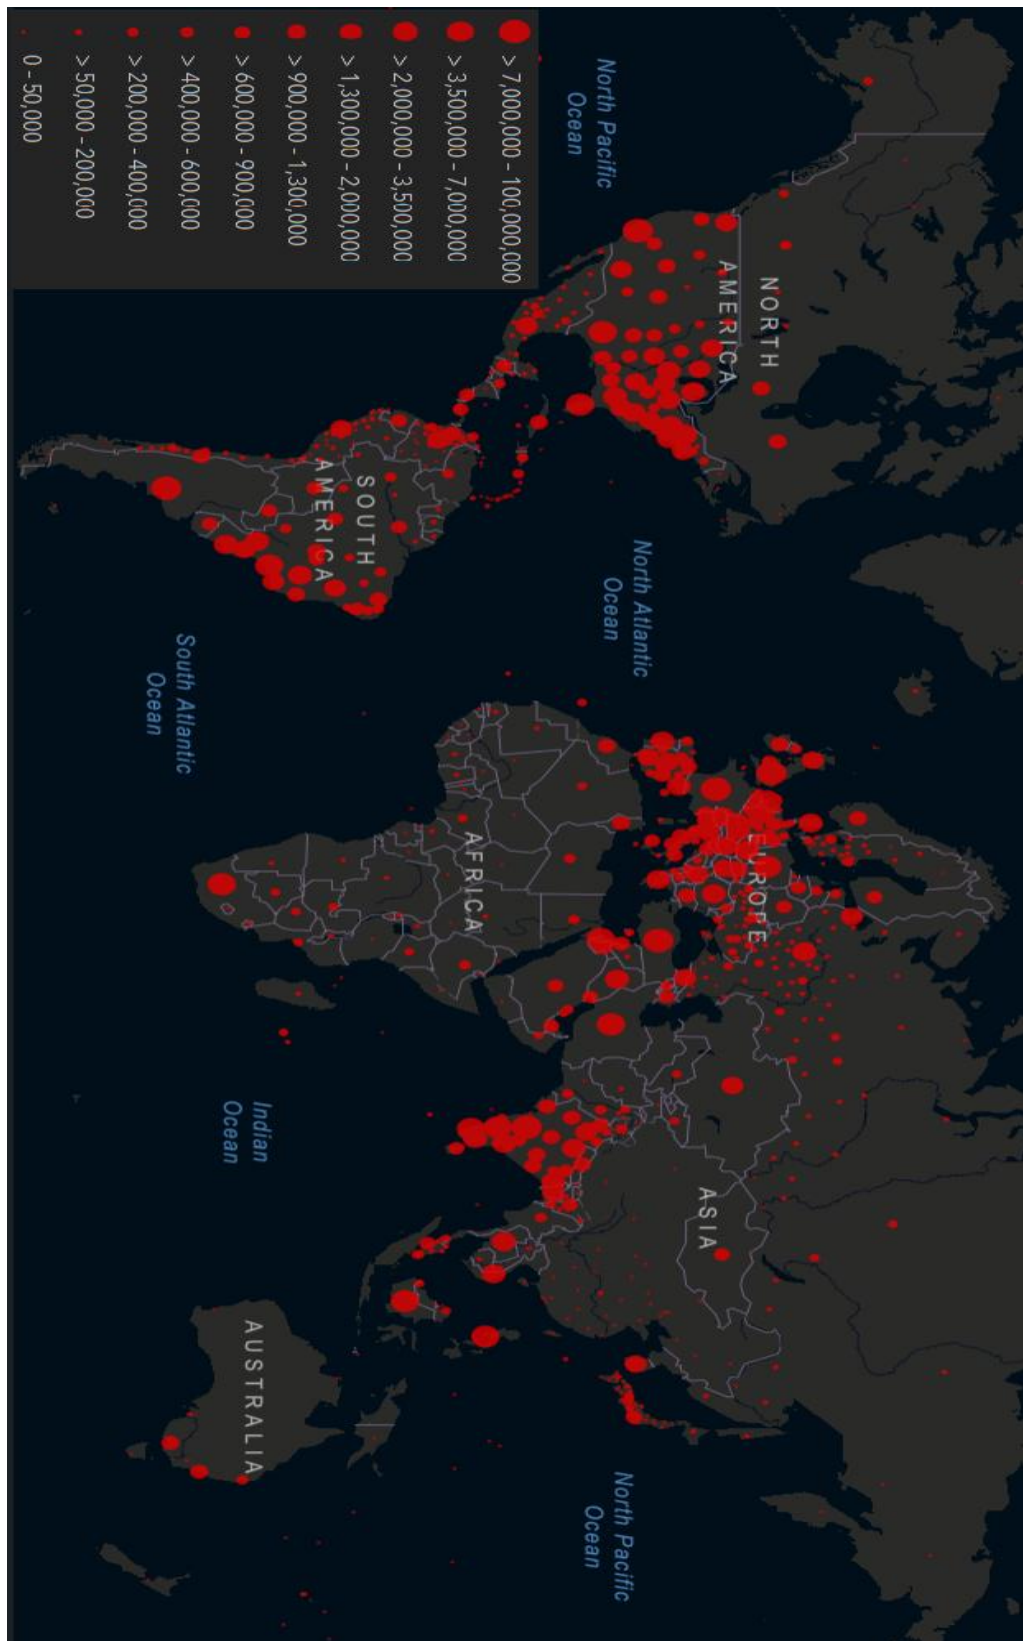 North Pacific
Ocean
NORTH
AMERICA
North Atlantic
Ocean
SOUTH
AMERICA
South Atlantic
Ocean
EUROPE
AFRICA
ASIA
Indian
Ocean
AUSTRALIA
North Pacific
Ocean
> 7,000,000 - 100,000,000
> 3,500,000 - 7,000,000
> 2,000,000 - 3,500,000
> 1,300,000 - 2,000,000
> 900,000 - 1,300,000
> 600,000 - 900,000
> 400,000 - 600,000
> 200,000 - 400,000
> 50,000 - 200,000
0 - 50,000